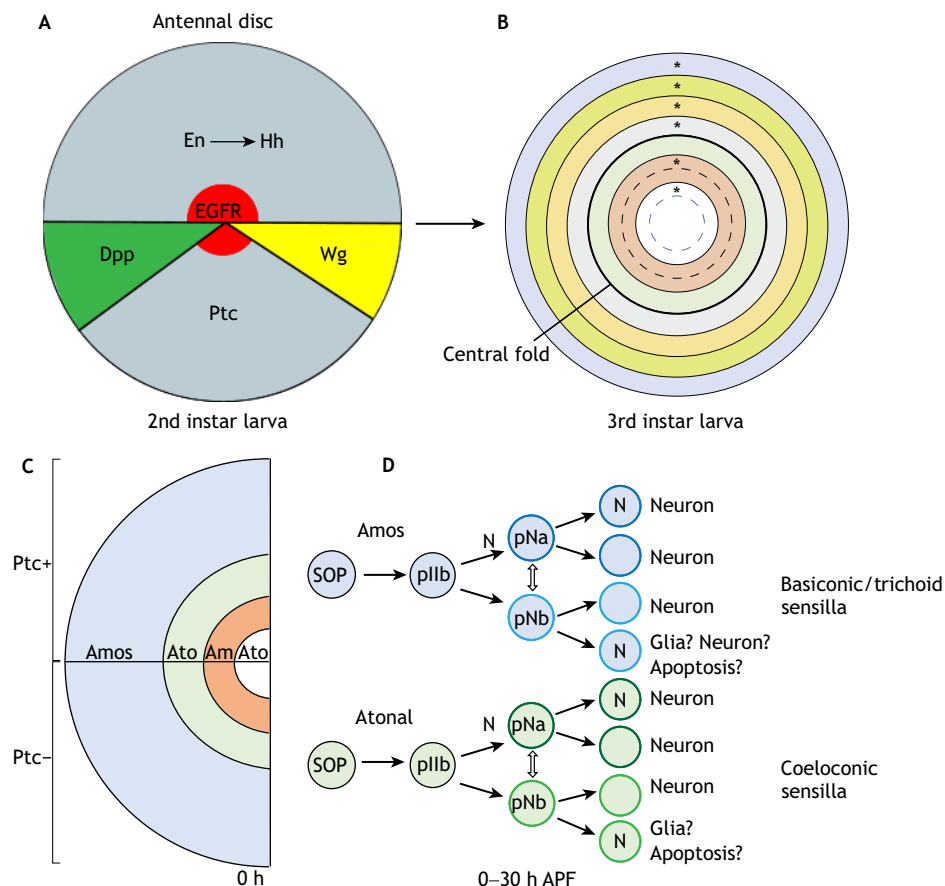 A
Antennal disc
En
Hh
EGFR
Dpp
Wg
Ptc
2nd instar larva
B
*
*
*
*
*
*
Central fold
3rd instar larva
C
Ptc+
Amos
Ato
Am
Ato
Ptc−
0 h
D
Amos
SOP
pIIb
N
pNa
pNb
N
Neuron
Neuron
Neuron
N
Glia? Neuron?
Apoptosis?
Basiconic/trichoid
sensilla
Atonal
SOP
pIIb
N
pNa
pNb
N
Neuron
Neuron
Neuron
N
Glia?
Apoptosis?
Coeloconic
sensilla
0–30 h APF